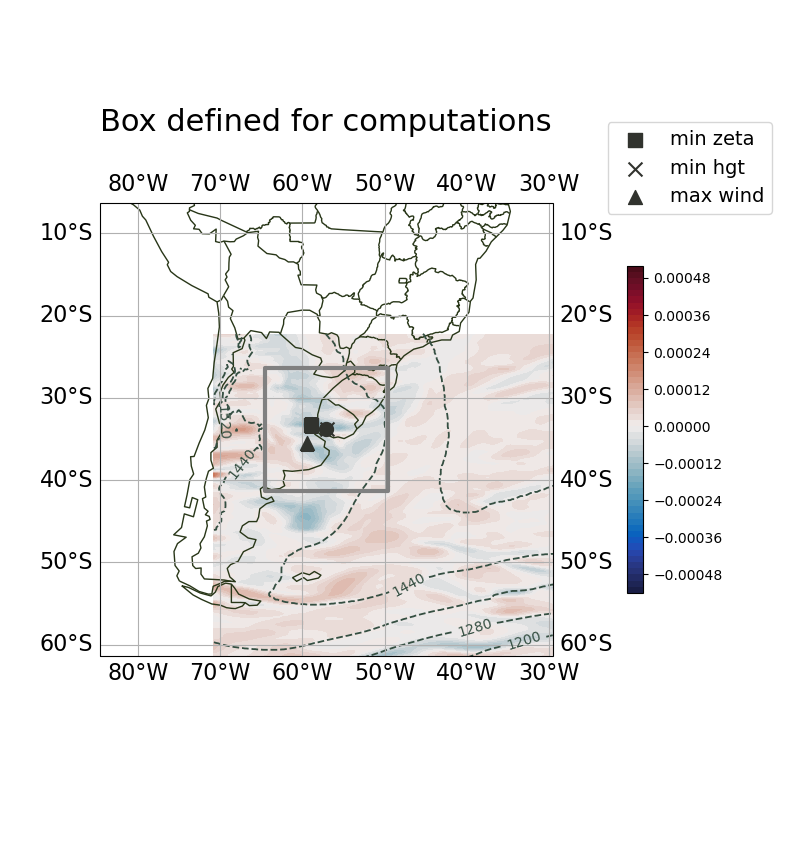 Box defined for computations
min zeta
min hgt
max wind
80°W 70°W 60°W 50°W 40°W 30°W
10°S 10°S
20°S 20°S
30°S 30°S
40°S 40°S
50°S 50°S
60°S 60°S
80°W 70°W 60°W 50°W 40°W 30°W
1320
1440
1440
1280
1200
0.00048
0.00036
0.00024
0.00012
0.00000
−0.00012
−0.00024
−0.00036
−0.00048